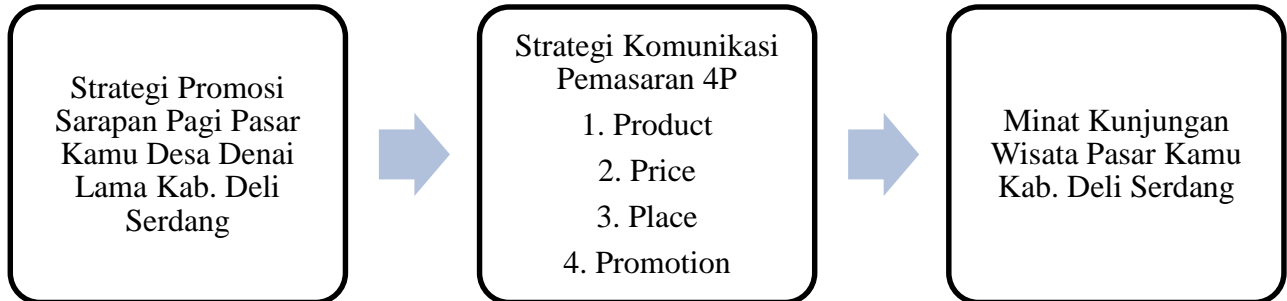 Strategi Promosi
Sarapan Pagi Pasar
Kamu Desa Denai
Lama Kab. Deli
Serdang
Strategi Komunikasi
Pemasaran 4P
1. Product
2. Price
3. Place
4. Promotion
Minat Kunjungan
Wisata Pasar Kamu
Kab. Deli Serdang